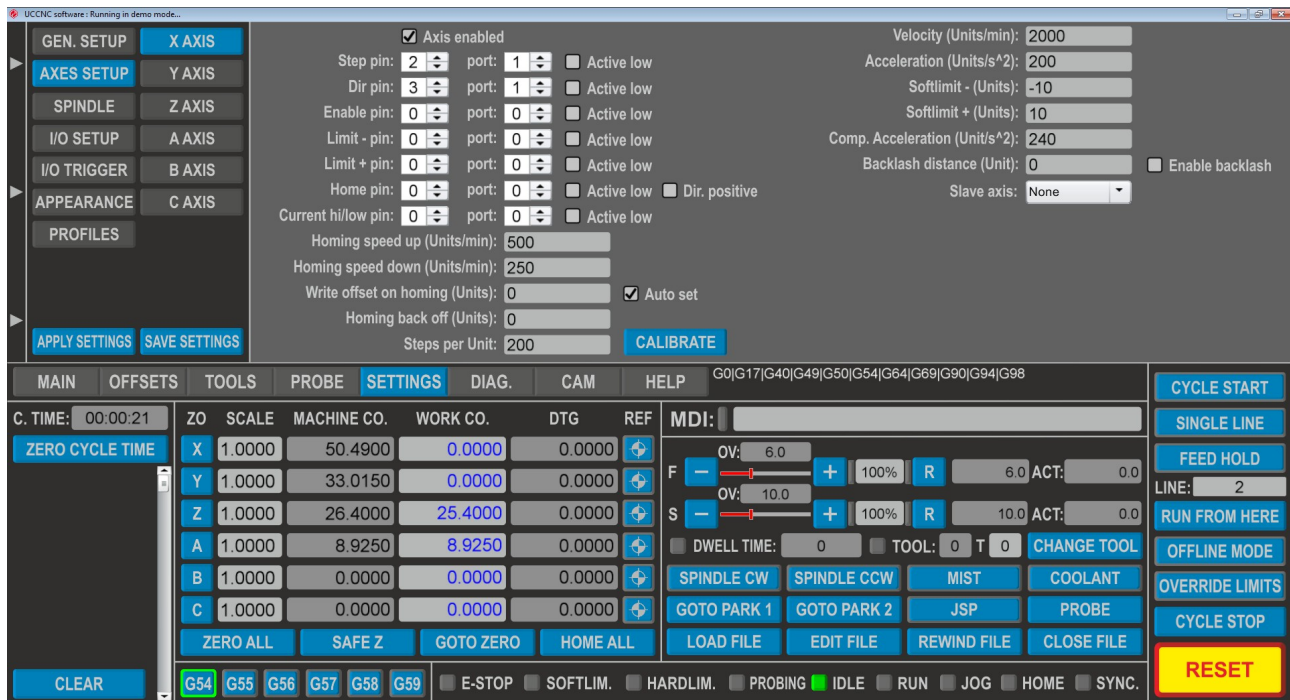 UCCNC software : Running in demo mode...
GEN. SETUP X AXIS
AXES SETUP Y AXIS
SPINDLE Z AXIS
I/O SETUP A AXIS
I/O TRIGGER B AXIS
APPEARANCE C AXIS
PROFILES
APPLY SETTINGS SAVE SETTINGS
Axis enabled
Step pin: 2 port: 1 Active low
Dir pin: 3 port: 1 Active low
Enable pin: 0 port: 0 Active low
Limit - pin: 0 port: 0 Active low
Limit + pin: 0 port: 0 Active low
Home pin: 0 port: 0 Active low Dir. positive
Current hi/low pin: 0 port: 0 Active low
Homing speed up (Units/min): 500
Homing speed down (Units/min): 250
Write offset on homing (Units): 0 Auto set
Homing back off (Units): 0
Steps per Unit: 200 CALIBRATE
Velocity (Units/min): 2000
Acceleration (Units/s^2): 200
Softlimit - (Units): -10
Softlimit + (Units): 10
Comp. Acceleration (Unit/s^2): 240
Backlash distance (Unit): 0 Enable backlash
Slave axis: None
MAIN OFFSETS TOOLS PROBE SETTINGS DIAG. CAM HELP
G0|G17|G40|G49|G50|G54|G64|G69|G90|G94|G98
C. TIME: 00:00:21
ZERO CYCLE TIME
CLEAR
ZO SCALE MACHINE CO. WORK CO. DTG REF
X 1.0000 50.4900 0.0000 0.0000
Y 1.0000 33.0150 0.0000 0.0000
Z 1.0000 26.4000 25.4000 0.0000
A 1.0000 8.9250 8.9250 0.0000
B 1.0000 0.0000 0.0000 0.0000
C 1.0000 0.0000 0.0000 0.0000
ZERO ALL SAFE Z GOTO ZERO HOME ALL
MDI:
OV: 6.0
F − + 100% R 6.0 ACT: 0.0
OV: 10.0
S − + 100% R 10.0 ACT: 0.0
DWELL TIME: 0 TOOL: 0 T 0 CHANGE TOOL
SPINDLE CW SPINDLE CCW MIST COOLANT
GOTO PARK 1 GOTO PARK 2 JSP PROBE
LOAD FILE EDIT FILE REWIND FILE CLOSE FILE
G54 G55 G56 G57 G58 G59 E-STOP SOFTLIM. HARDLIM. PROBING IDLE RUN JOG HOME SYNC.
CYCLE START
SINGLE LINE
FEED HOLD
LINE: 2
RUN FROM HERE
OFFLINE MODE
OVERRIDE LIMITS
CYCLE STOP
RESET